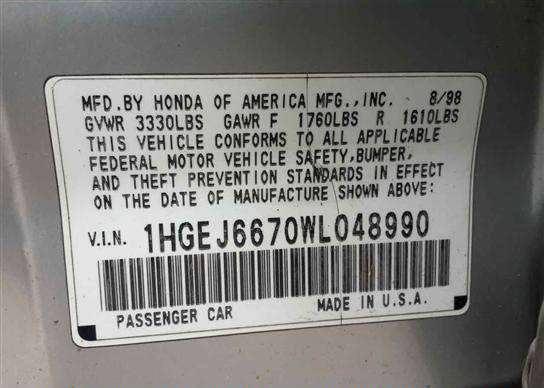 MFD.BY HONDA OF AMERICA MFG.,INC. 8/98
GVWR 3330LBS GAWR F 1760LBS R 1610LBS
THIS VEHICLE CONFORMS TO ALL APPLICABLE
FEDERAL MOTOR VEHICLE SAFETY,BUMPER,
AND THEFT PREVENTION STANDARDS IN EFFECT
ON THE DATE OF MANUFACTURE SHOWN ABOVE:
V.I.N. 1HGEJ6670WL048990
PASSENGER CAR MADE IN U.S.A.